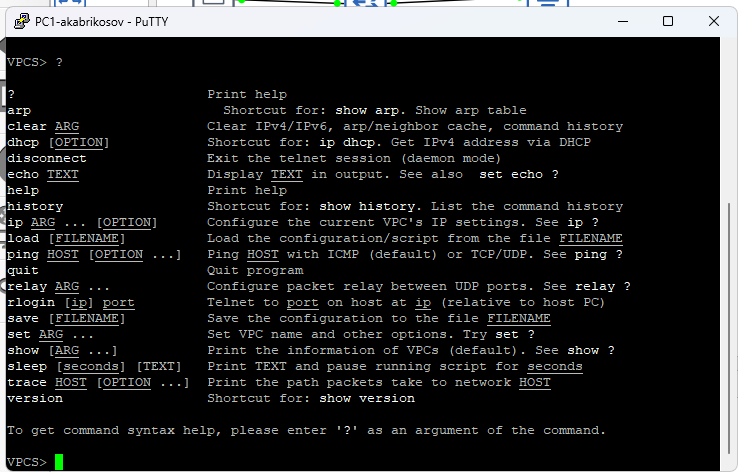 PC1-akabrikosov - PuTTY
VPCS> ?
? Print help
arp Shortcut for: show arp. Show arp table
clear ARG Clear IPv4/IPv6, arp/neighbor cache, command history
dhcp [OPTION] Shortcut for: ip dhcp. Get IPv4 address via DHCP
disconnect Exit the telnet session (daemon mode)
echo TEXT Display TEXT in output. See also set echo ?
help Print help
history Shortcut for: show history. List the command history
ip ARG ... [OPTION] Configure the current VPC's IP settings. See ip ?
load [FILENAME] Load the configuration/script from the file FILENAME
ping HOST [OPTION ...] Ping HOST with ICMP (default) or TCP/UDP. See ping ?
quit Quit program
relay ARG ... Configure packet relay between UDP ports. See relay ?
rlogin [ip] port Telnet to port on host at ip (relative to host PC)
save [FILENAME] Save the configuration to the file FILENAME
set ARG ... Set VPC name and other options. Try set ?
show [ARG ...] Print the information of VPCs (default). See show ?
sleep [seconds] [TEXT] Print TEXT and pause running script for seconds
trace HOST [OPTION ...] Print the path packets take to network HOST
version Shortcut for: show version
To get command syntax help, please enter '?' as an argument of the command.
VPCS>